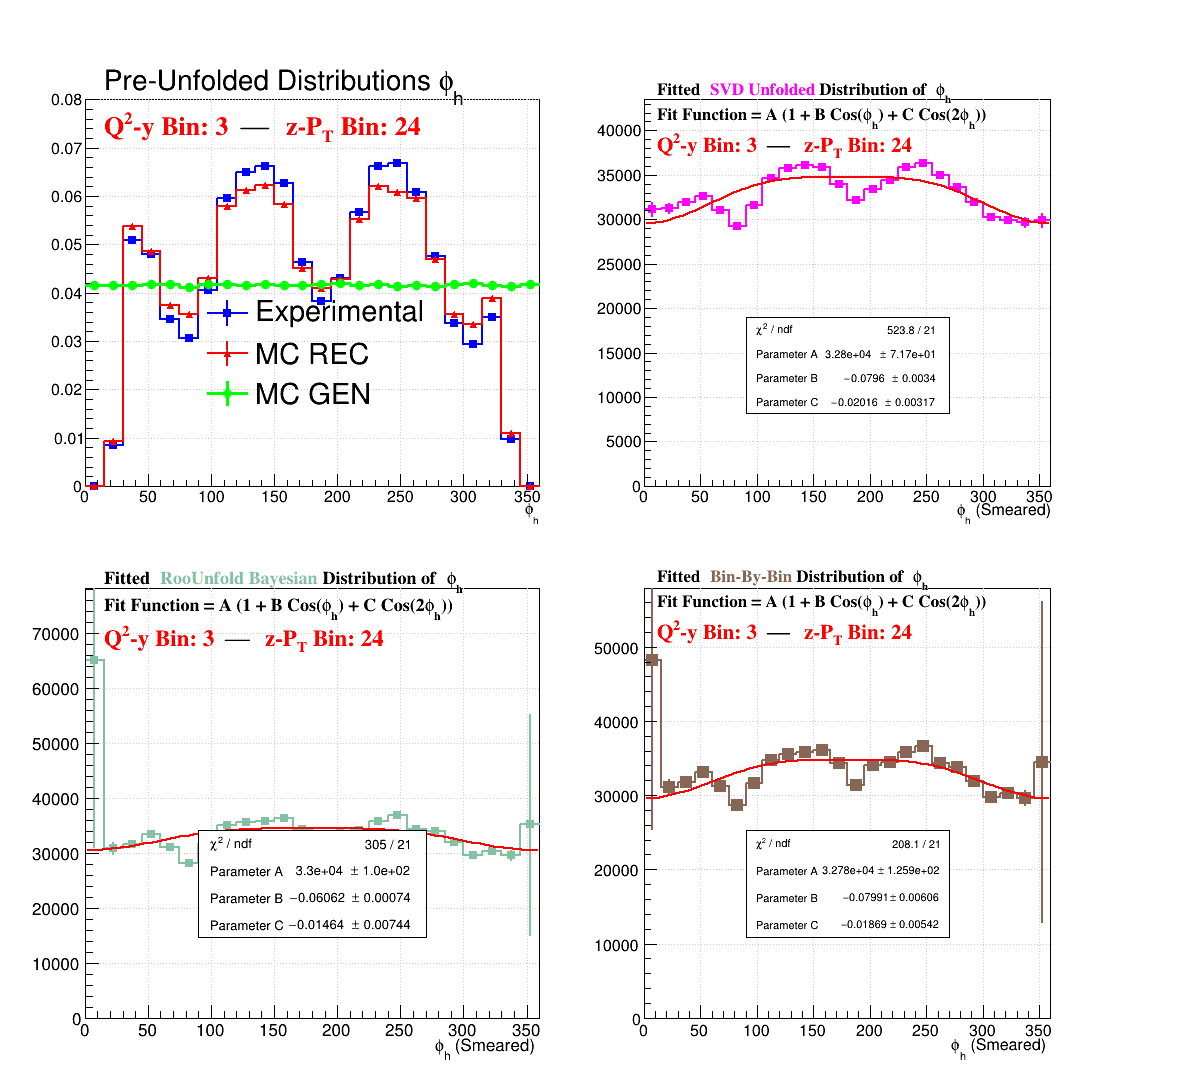 Pre-Unfolded Distributions ϕh
Q²-y Bin: 3 — z-PT Bin: 24
0.08
0.07
0.06
0.05
0.04
0.03
0.02
0.01
0
Experimental
MC REC
MC GEN
0 50 100 150 200 250 300 350
ϕh
Fitted SVD Unfolded Distribution of ϕh
Fit Function = A (1 + B Cos(ϕh) + C Cos(2ϕh))
Q²-y Bin: 3 — z-PT Bin: 24
40000
35000
30000
25000
20000
15000
10000
5000
0
χ² / ndf 523.8 / 21
Parameter A 3.28e+04 ± 7.17e+01
Parameter B −0.0796 ± 0.0034
Parameter C −0.02016 ± 0.00317
0 50 100 150 200 250 300 350
ϕh (Smeared)
Fitted RooUnfold Bayesian Distribution of ϕh
Fit Function = A (1 + B Cos(ϕh) + C Cos(2ϕh))
Q²-y Bin: 3 — z-PT Bin: 24
70000
60000
50000
40000
30000
20000
10000
0
χ² / ndf 305 / 21
Parameter A 3.3e+04 ± 1.0e+02
Parameter B −0.06062 ± 0.00074
Parameter C −0.01464 ± 0.00744
0 50 100 150 200 250 300 350
ϕh (Smeared)
Fitted Bin-By-Bin Distribution of ϕh
Fit Function = A (1 + B Cos(ϕh) + C Cos(2ϕh))
Q²-y Bin: 3 — z-PT Bin: 24
50000
40000
30000
20000
10000
0
χ² / ndf 208.1 / 21
Parameter A 3.278e+04 ± 1.259e+02
Parameter B −0.07991 ± 0.00606
Parameter C −0.01869 ± 0.00542
0 50 100 150 200 250 300 350
ϕh (Smeared)